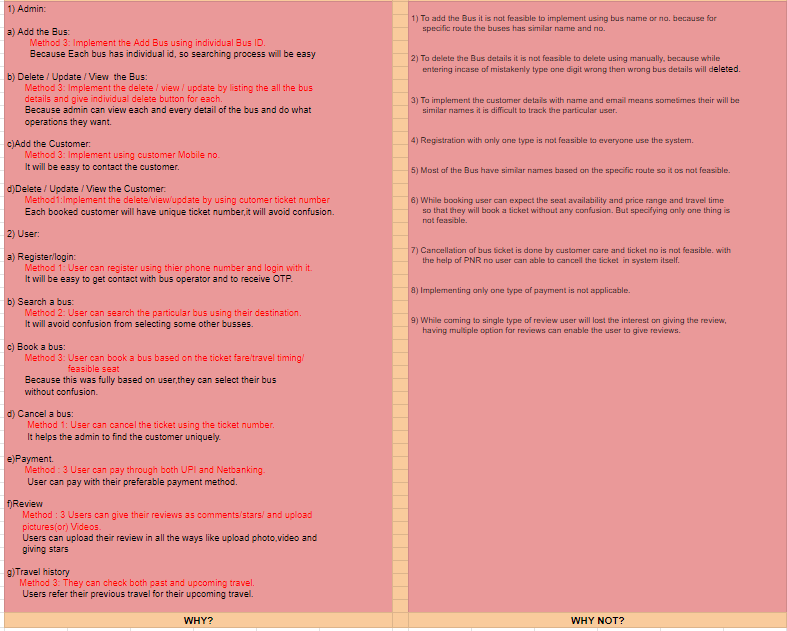 1) Admin:
a) Add the Bus:
Method 3: Implement the Add Bus using individual Bus ID.
Because Each bus has individual id, so searching process will be easy
b) Delete / Update / View the Bus:
Method 3: Implement the delete / view / update by listing the all the bus
details and give individual delete button for each.
Because admin can view each and every detail of the bus and do what
operations they want.
c)Add the Customer:
Method 3: Implement using customer Mobile no.
It will be easy to contact the customer.
d)Delete / Update / View the Customer:
Method1:Implement the delete/view/update by using cutomer ticket number
Each booked customer will have unique ticket number,it will avoid confusion.
2) User:
a) Register/login:
Method 1: User can register using thier phone number and login with it.
It will be easy to get contact with bus operator and to receive OTP.
b) Search a bus:
Method 2: User can search the particular bus using their destination.
It will avoid confusion from selecting some other busses.
c) Book a bus:
Method 3: User can book a bus based on the ticket fare/travel timing/
feasible seat
Because this was fully based on user,they can select their bus
without confusion.
d) Cancel a bus:
Method 1: User can cancel the ticket using the ticket number.
It helps the admin to find the customer uniquely.
e)Payment.
Method : 3 User can pay through both UPI and Netbanking.
User can pay with their preferable payment method.
f)Review
Method : 3 Users can give their reviews as comments/stars/ and upload
pictures(or) Videos.
Users can upload their review in all the ways like upload photo,video and
giving stars
g)Travel history
Method 3: They can check both past and upcoming travel.
Users refer their previous travel for their upcoming travel.
WHY?
1) To add the Bus it is not feasible to implement using bus name or no. because for
specific route the buses has similar name and no.
2) To delete the Bus details it is not feasible to delete using manually, because while
entering incase of mistakenly type one digit wrong then wrong bus details will deleted.
3) To implement the customer details with name and email means sometimes their will be
similar names it is difficult to track the particular user.
4) Registration with only one type is not feasible to everyone use the system.
5) Most of the Bus have similar names based on the specific route so it os not feasible.
6) While booking user can expect the seat availability and price range and travel time
so that they will book a ticket without any confusion. But specifying only one thing is
not feasible.
7) Cancellation of bus ticket is done by customer care and ticket no is not feasible. with
the help of PNR no user can able to cancell the ticket in system itself.
8) Implementing only one type of payment is not applicable.
9) While coming to single type of review user will lost the interest on giving the review,
having multiple option for reviews can enable the user to give reviews.
WHY NOT?